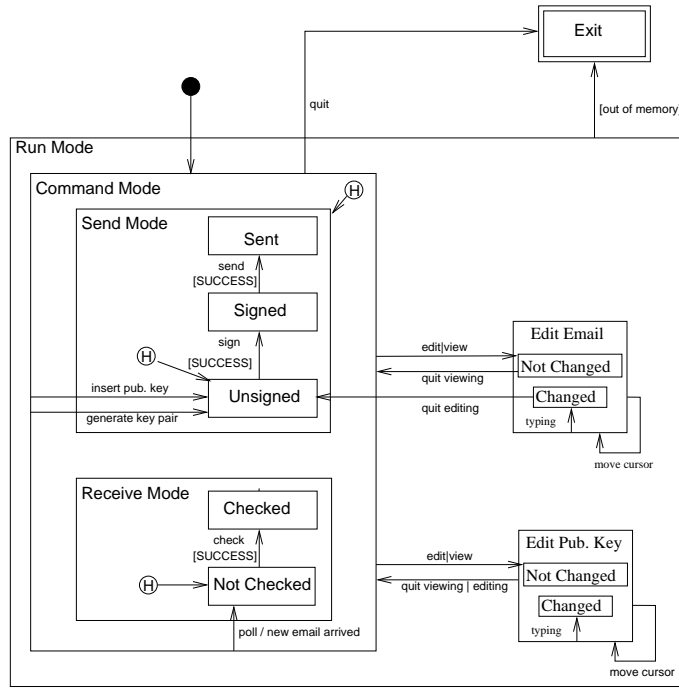 Exit
quit
[out of memory]
Run Mode
Command Mode
H
Send Mode
Sent
send
[SUCCESS]
Signed
sign
H
[SUCCESS]
Unsigned
insert pub. key
generate key pair
edit|view
quit viewing
quit editing
Edit Email
Not Changed
Changed
typing
move cursor
Receive Mode
Checked
check
[SUCCESS]
H
Not Checked
poll / new email arrived
edit|view
quit viewing | editing
Edit Pub. Key
Not Changed
Changed
typing
move cursor